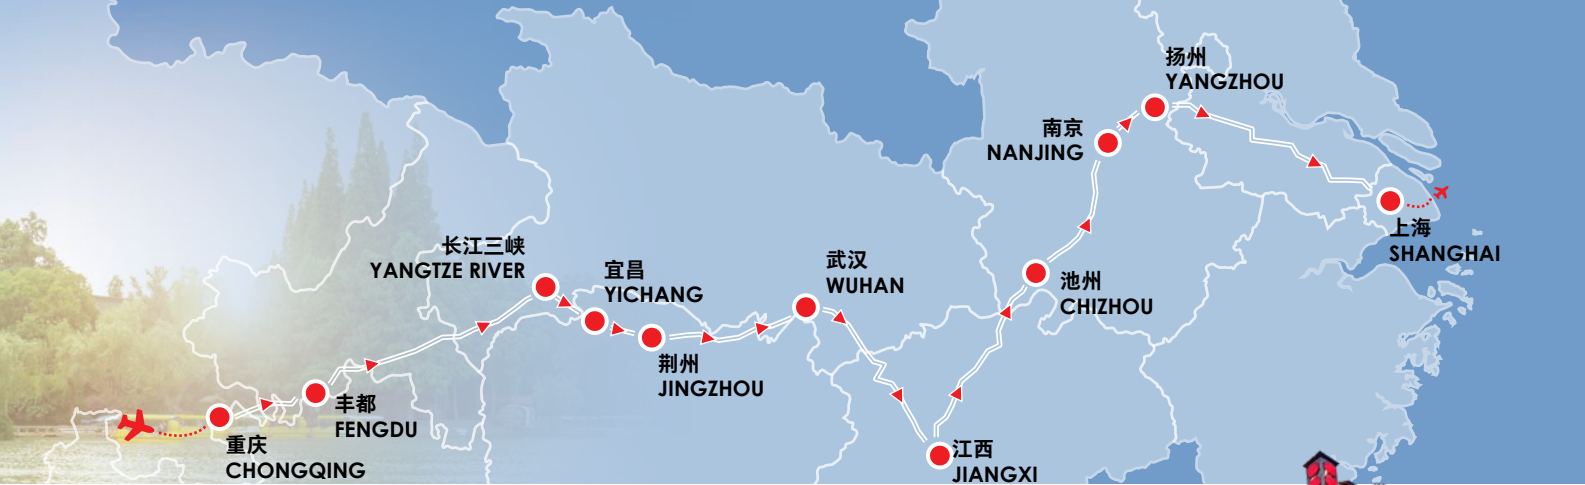 扬州
YANGZHOU
南京
NANJING
上海
SHANGHAI
长江三峡
YANGTZE RIVER
宜昌
YICHANG
武汉
WUHAN
池州
CHIZHOU
荆州
JINGZHOU
丰都
FENGDU
重庆
CHONGQING
江西
JIANGXI